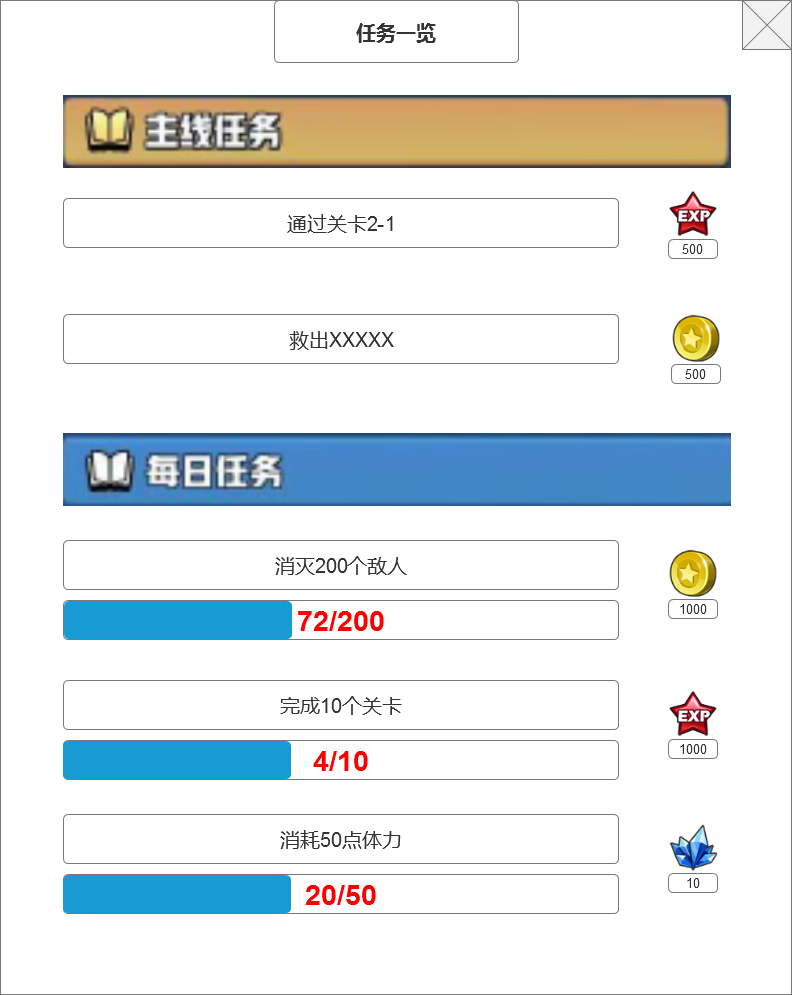 任务一览
主线任务
通过关卡2-1
EXP
500
救出XXXXX
500
每日任务
消灭200个敌人
1000
72/200
完成10个关卡
EXP
1000
4/10
消耗50点体力
10
20/50